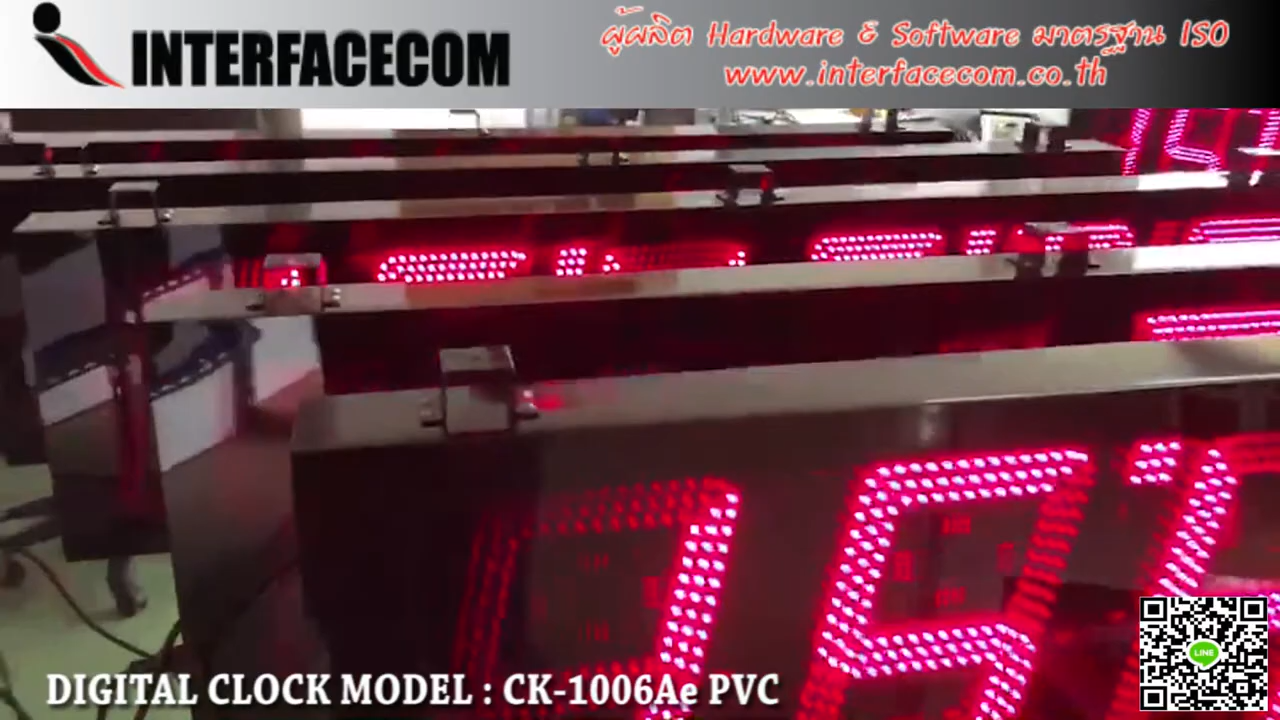 INTERFACECOM
ผู้ผลิต Hardware & Software มาตรฐาน ISO
www.interfacecom.co.th
DIGITAL CLOCK MODEL : CK-1006Ae PVC
LINE